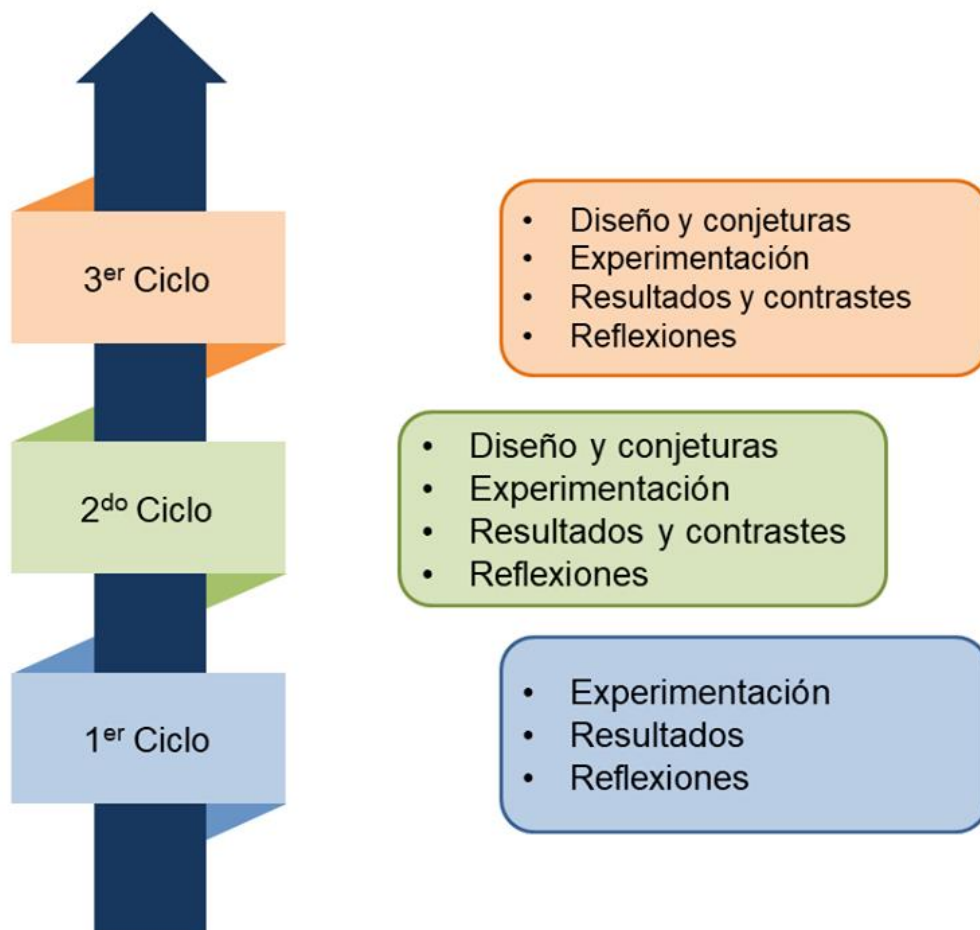 3er Ciclo
• Diseño y conjeturas
• Experimentación
• Resultados y contrastes
• Reflexiones
2do Ciclo
• Diseño y conjeturas
• Experimentación
• Resultados y contrastes
• Reflexiones
1er Ciclo
• Experimentación
• Resultados
• Reflexiones